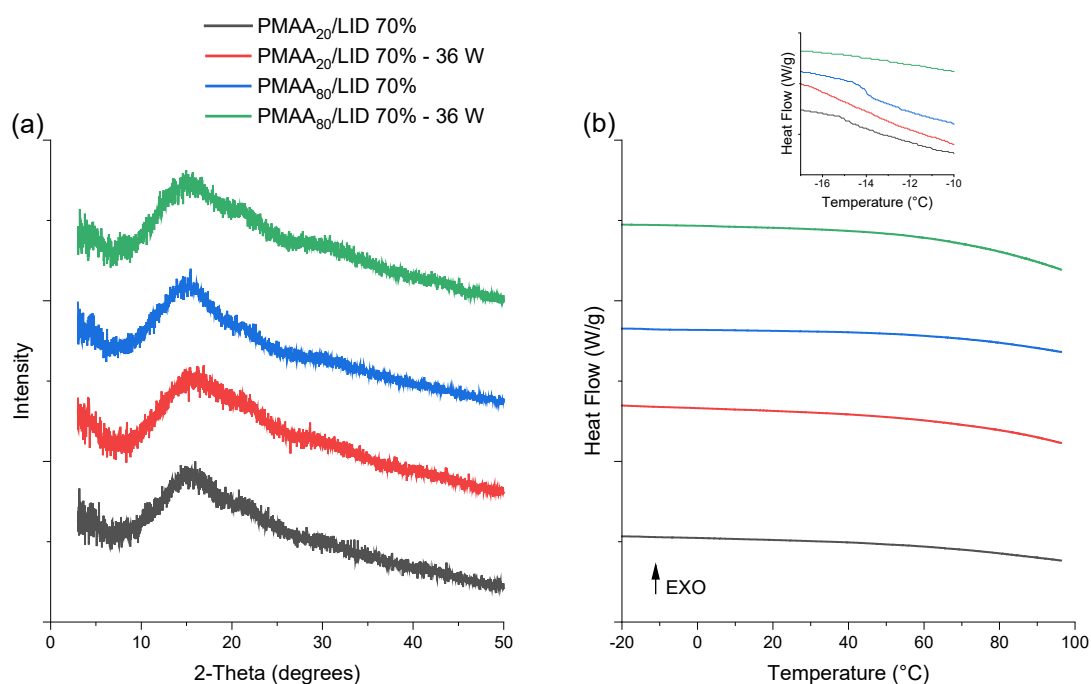 PMAA₂₀/LID 70%
PMAA₂₀/LID 70% - 36 W
PMAA₈₀/LID 70%
PMAA₈₀/LID 70% - 36 W
(a)
Intensity
0 10 20 30 40 50
2-Theta (degrees)
(b)
Heat Flow (W/g)
-16 -14 -12 -10
Temperature (°C)
Heat Flow (W/g)
EXO
-20 0 20 40 60 80 100
Temperature (°C)